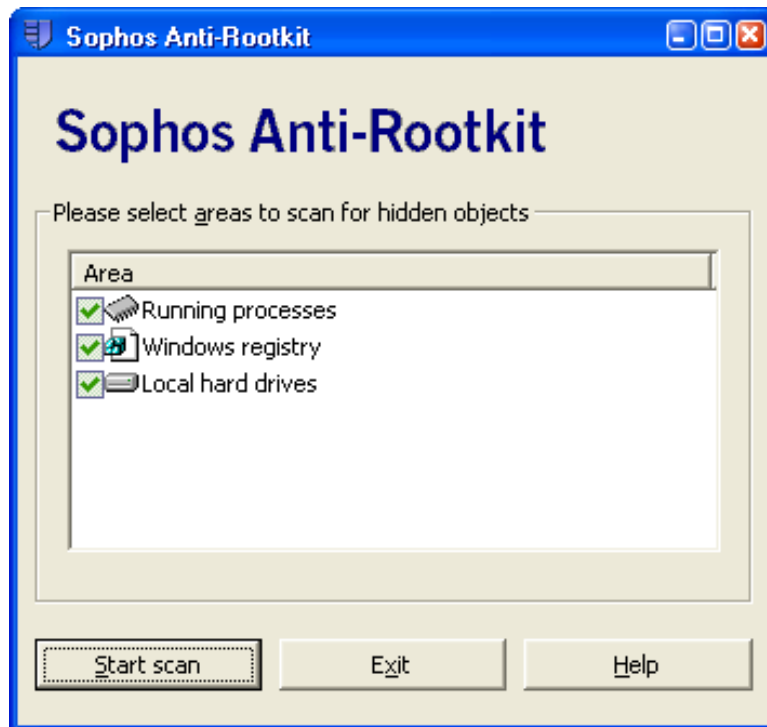 Sophos Anti-Rootkit
Sophos Anti-Rootkit
Please select areas to scan for hidden objects
Area
Running processes
Windows registry
Local hard drives
Start scan Exit Help